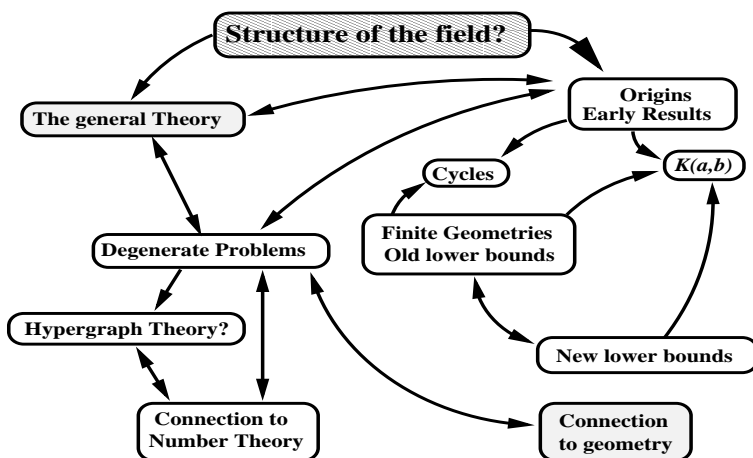 Structure of the field?
The general Theory
Origins
Early Results
Cycles
K(a,b)
Finite Geometries
Old lower bounds
Degenerate Problems
Hypergraph Theory?
New lower bounds
Connection to
Number Theory
Connection
to geometry